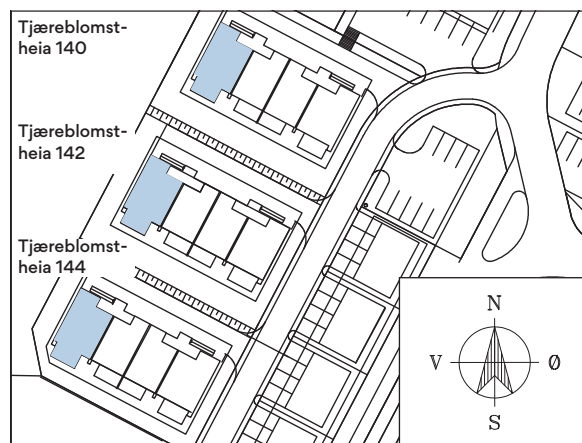 Tjæreblomst-
heia 140
Tjæreblomst-
heia 142
Tjæreblomst-
heia 144
N
V Ø
S